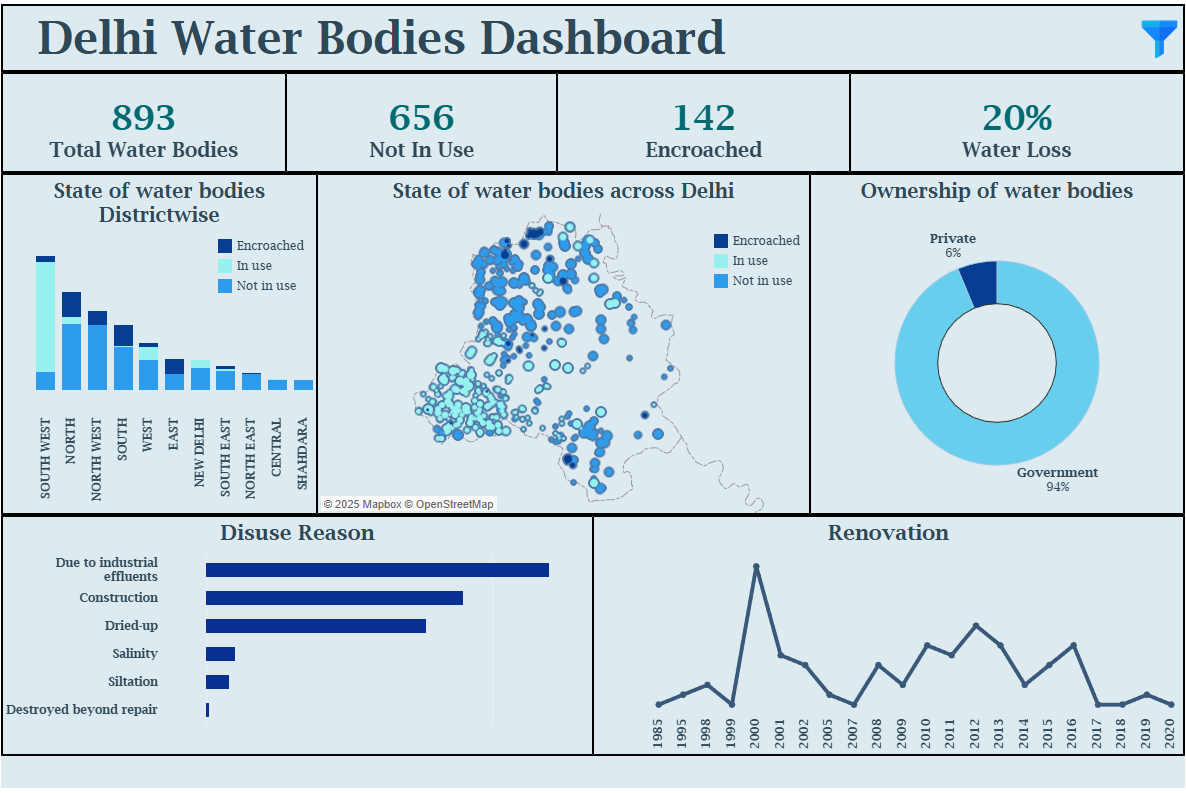 Delhi Water Bodies Dashboard
893
Total Water Bodies
656
Not In Use
142
Encroached
20%
Water Loss
State of water bodies
Districtwise
Encroached
In use
Not in use
SOUTH WEST
NORTH
NORTH WEST
SOUTH
WEST
EAST
NEW DELHI
SOUTH EAST
NORTH EAST
CENTRAL
SHAHDARA
State of water bodies across Delhi
Encroached
In use
Not in use
© 2025 Mapbox © OpenStreetMap
Ownership of water bodies
Private
6%
Government
94%
Disuse Reason
Due to industrial
effluents
Construction
Dried-up
Salinity
Siltation
Destroyed beyond repair
Renovation
1985
1995
1998
1999
2000
2001
2002
2005
2007
2008
2009
2010
2011
2012
2013
2014
2015
2016
2017
2018
2019
2020